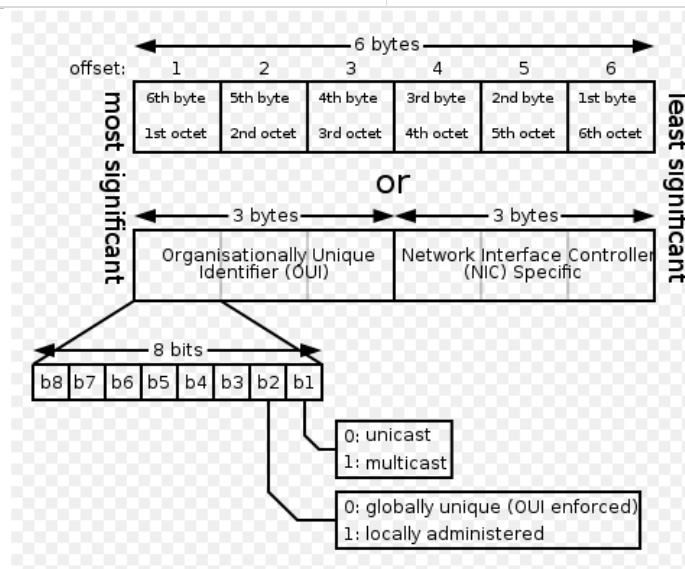 6 bytes
offset: 1 2 3 4 5 6
6th byte 5th byte 4th byte 3rd byte 2nd byte 1st byte
1st octet 2nd octet 3rd octet 4th octet 5th octet 6th octet
most significant
least significant
or
3 bytes 3 bytes
Organisationally Unique
Identifier (OUI)
Network Interface Controller
(NIC) Specific
8 bits
b8 b7 b6 b5 b4 b3 b2 b1
0: unicast
1: multicast
0: globally unique (OUI enforced)
1: locally administered